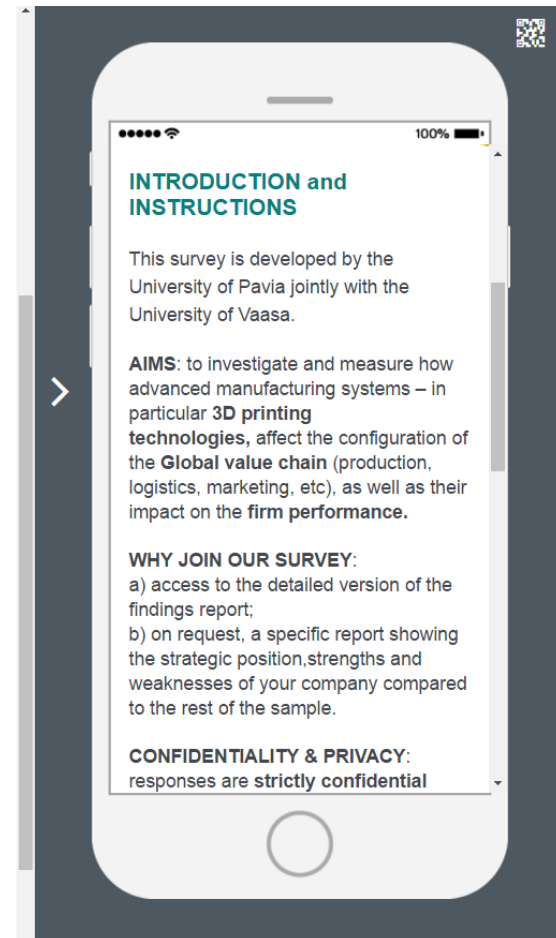 100%
INTRODUCTION and
INSTRUCTIONS
This survey is developed by the
University of Pavia jointly with the
University of Vaasa.
AIMS: to investigate and measure how
advanced manufacturing systems – in
particular 3D printing
technologies, affect the configuration of
the Global value chain (production,
logistics, marketing, etc), as well as their
impact on the firm performance.
WHY JOIN OUR SURVEY:
a) access to the detailed version of the
findings report;
b) on request, a specific report showing
the strategic position,strengths and
weaknesses of your company compared
to the rest of the sample.
CONFIDENTIALITY & PRIVACY:
responses are strictly confidential